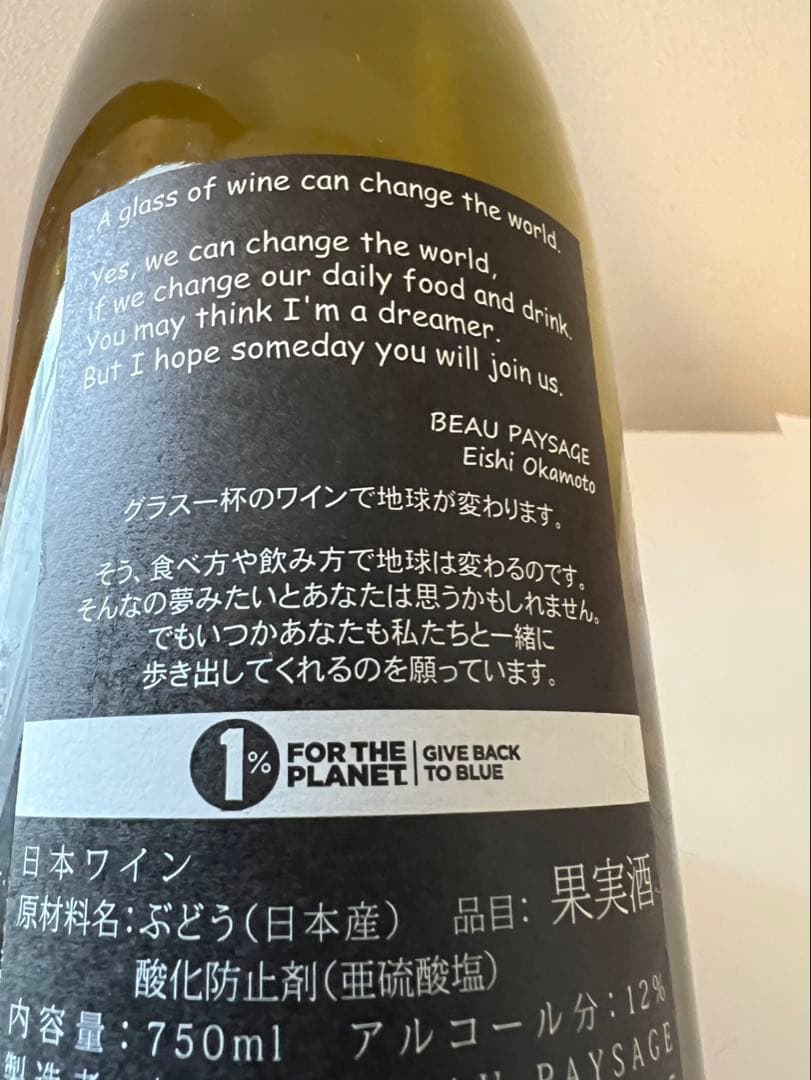 A glass of wine can change the world.
Yes, we can change the world,
if we change our daily food and drink.
You may think I'm a dreamer.
But I hope someday you will join us.
BEAU PAYSAGE
Eishi Okamoto
グラス一杯のワインで地球が変わります。
そう、食べ方や飲み方で地球は変わるのです。
そんなの夢みたいとあなたは思うかもしれません。
でもいつかあなたも私たちと一緒に
歩き出してくれるのを願っています。
1% FOR THE PLANET | GIVE BACK TO BLUE
日本ワイン
原材料名:ぶどう(日本産) 品目:果実酒
酸化防止剤(亜硫酸塩)
内容量:750ml アルコール分:12%
製造者 PAYSAGE